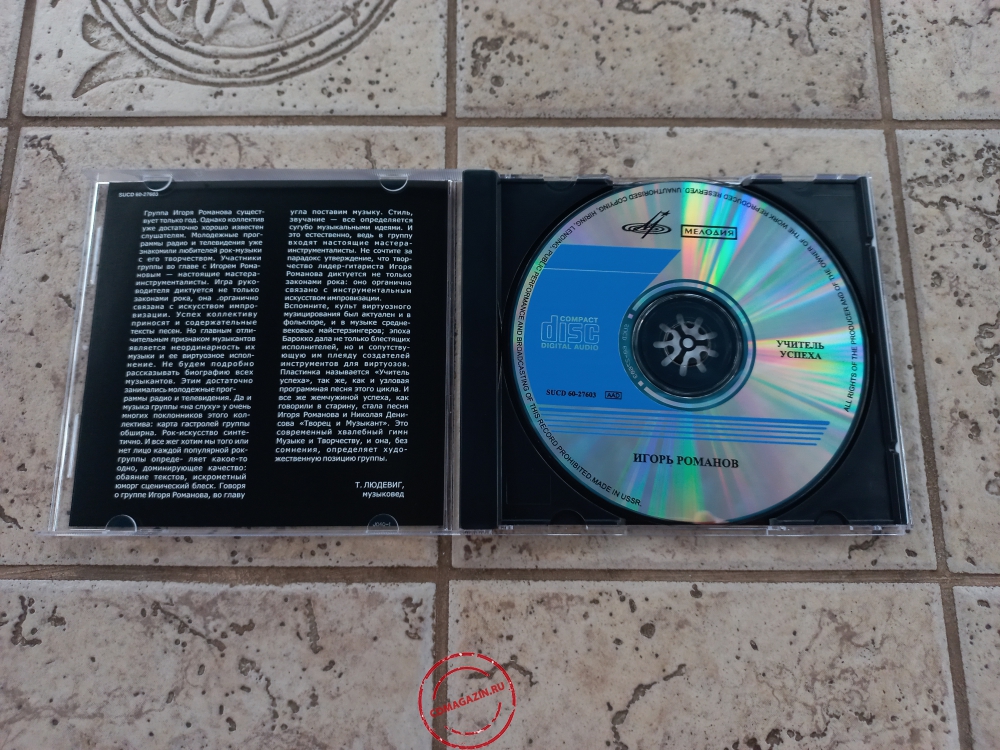 SUCD 60-27603
Группа Игоря Романова сущест-
вует только год. Однако коллектив
уже достаточно хорошо известен
слушателям. Молодежные прог-
раммы радио и телевидения уже
знакомили любителей рок-музыки
с его творчеством. Участники
группы во главе с Игорем Рома-
новым — настоящие мастера-
инструменталисты. Игра руко-
водителя диктуется не только
законами рока, она .органично
связана с искусством импро-
визации. Успех коллективу
приносят и содержательные
тексты песен. Но главным отли-
чительным признаком музыкантов
является неординарность их
музыки и ее виртуозное испол-
нение. Не будем подробно
рассказывать биографию всех
музыкантов. Этим достаточно
занимались молодежные прог-
раммы радио и телевидения. Да и
музыка группы «на слуху» у очень
многих поклонников этого кол-
лектива: карта гастролей группы
обширна. Рок-искусство синте-
тично. И все же хотим мы того или
нет лицо каждой популярной рок-
группы опреде- ляет какое-то
одно, доминирующее качество:
обаяние текстов, искрометный
юморг сценический блеск. Говоря
о группе Игоря Романова, во главу
угла поставим музыку. Стиль,
звучание — все определяется
сугубо музыкальными идеями. И
это естественно, ведь в группу
входят настоящие мастера-
инструменталисты. Не сочтите за
парадокс утверждение, что твор-
чество лидер-гитариста Игоря
Романова диктуется не только
законами рока: оно органично
связано с инструментальным
искусством импровизации.
Вспомните, культ виртуозного
музицирования был актуален и в
фольклоре, и в музыке средне-
вековых майстерзингеров; эпоха
Барокко дала не только блестящих
исполнителей, но и сопутству-
ющую им плеяду создателей
инструментов для виртуозов.
Пластинка называется «Учитель
успеха», так же, как и узловая
программная песня этого цикла. И
все же жемчужиной успеха, как
говорили в старину, стала песня
Игоря Романова и Николая Дени-
сова «Творец и Музыкант». Это
современный хвалебный гимн
Музыке и Творчеству, и она, без
сомнения, определяет худо-
жественную позицию группы.
Т. ЛЮДЕВИГ,
музыковед
МЕЛОДИЯ
COMPACT
disc
DIGITAL AUDIO
УЧИТЕЛЬ
УСПЕХА
SUCD 60-27603 AAD
ИГОРЬ РОМАНОВ
ALL RIGHTS OF THE PRODUCER AND OF THE OWNER OF THE WORK REPRODUCED RESERVED. UNAUTHORISED COPYING, HIRING, LENDING, PUBLIC PERFORMANCE AND BROADCASTING OF THIS RECORD PROHIBITED. MADE IN USSR.
CDMAGAZIN.RU